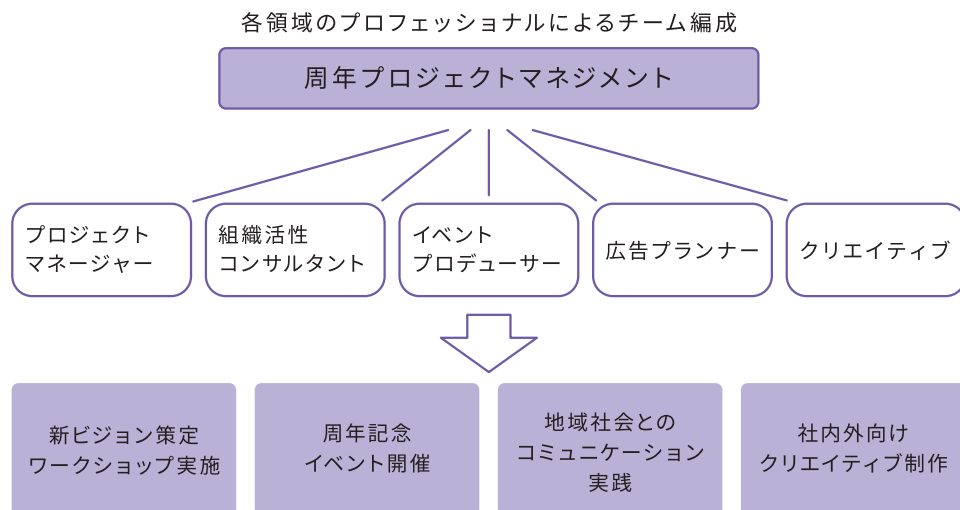 各領域のプロフェッショナルによるチーム編成
周年プロジェクトマネジメント
プロジェクト
マネージャー
組織活性
コンサルタント
イベント
プロデューサー
広告プランナー
クリエイティブ
新ビジョン策定
ワークショップ実施
周年記念
イベント開催
地域社会との
コミュニケーション
実践
社内外向け
クリエイティブ制作